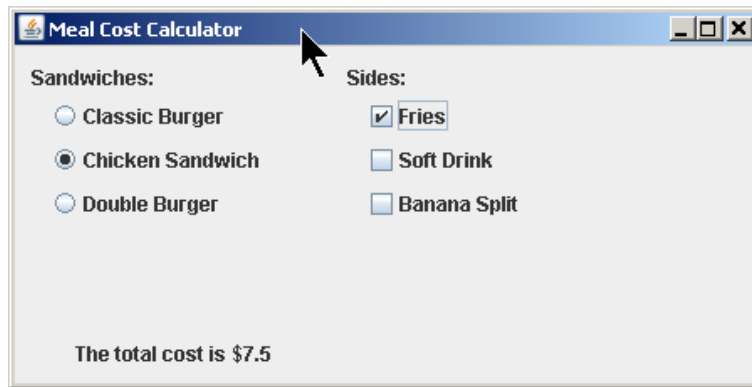 Meal Cost Calculator
Sandwiches:
Classic Burger
Chicken Sandwich
Double Burger
Sides:
Fries
Soft Drink
Banana Split
The total cost is $7.5